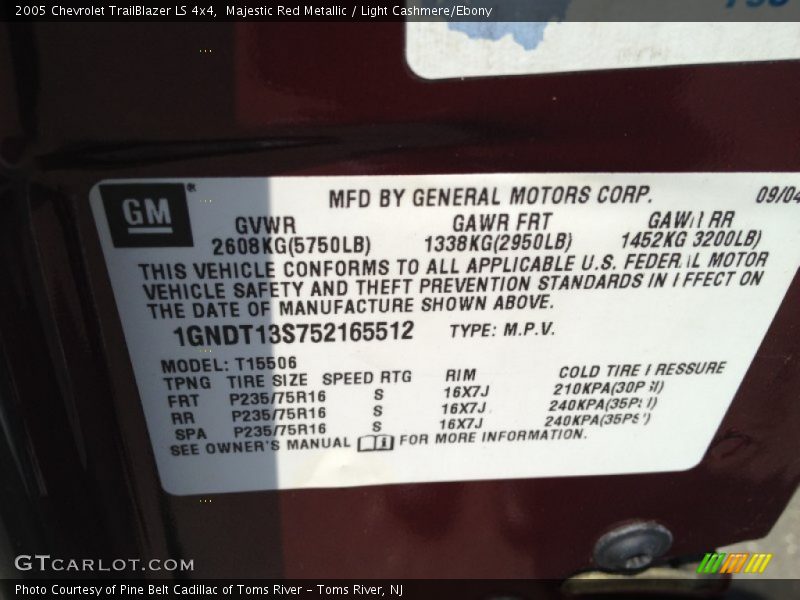 2005 Chevrolet TrailBlazer LS 4x4,  Majestic Red Metallic / Light Cashmere/Ebony
GM
MFD BY GENERAL MOTORS CORP. 09/04
GVWR GAWR FRT GAWR RR
2608KG(5750LB) 1338KG(2950LB) 1452KG 3200LB)
THIS VEHICLE CONFORMS TO ALL APPLICABLE U.S. FEDERAL MOTOR
VEHICLE SAFETY AND THEFT PREVENTION STANDARDS IN EFFECT ON
THE DATE OF MANUFACTURE SHOWN ABOVE.
1GNDT13S752165512 TYPE: M.P.V.
MODEL: T15506
TPNG TIRE SIZE SPEED RTG RIM COLD TIRE PRESSURE
FRT P235/75R16 S 16X7J 210KPA(30PSI)
RR P235/75R16 S 16X7J 240KPA(35PSI)
SPA P235/75R16 S 16X7J 240KPA(35PSI)
SEE OWNER'S MANUAL FOR MORE INFORMATION.
GTCARLOT.COM
Photo Courtesy of Pine Belt Cadillac of Toms River – Toms River, NJ